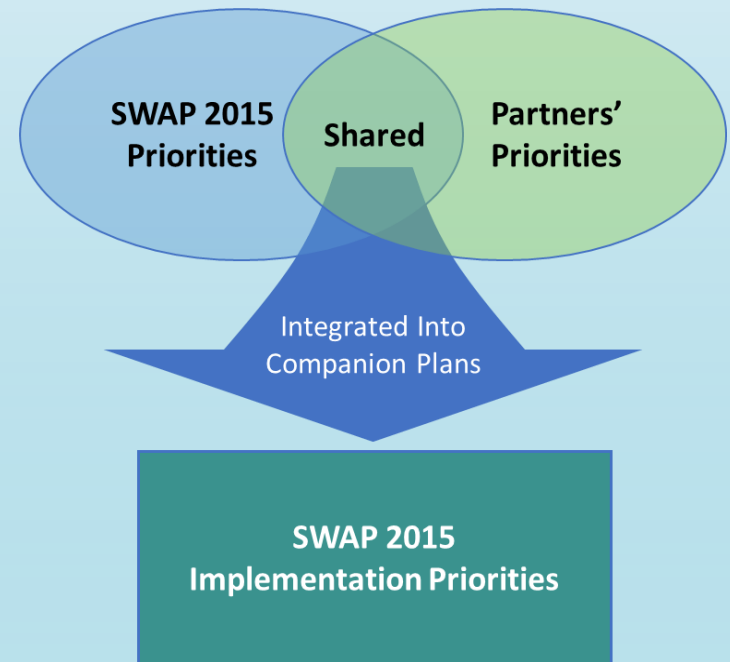 SWAP 2015
Priorities
Shared
Partners’
Priorities
Integrated Into
Companion Plans
SWAP 2015
Implementation Priorities